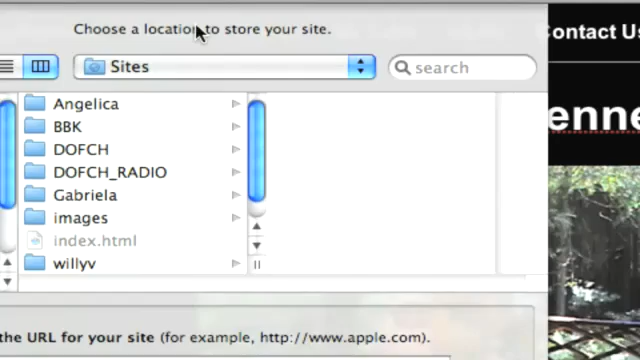 Choose a location to store your site.
Contact Us
Sites
search
enne
Angelica
BBK
DOFCH
DOFCH_RADIO
Gabriela
images
index.html
willyv
the URL for your site (for example, http://www.apple.com).